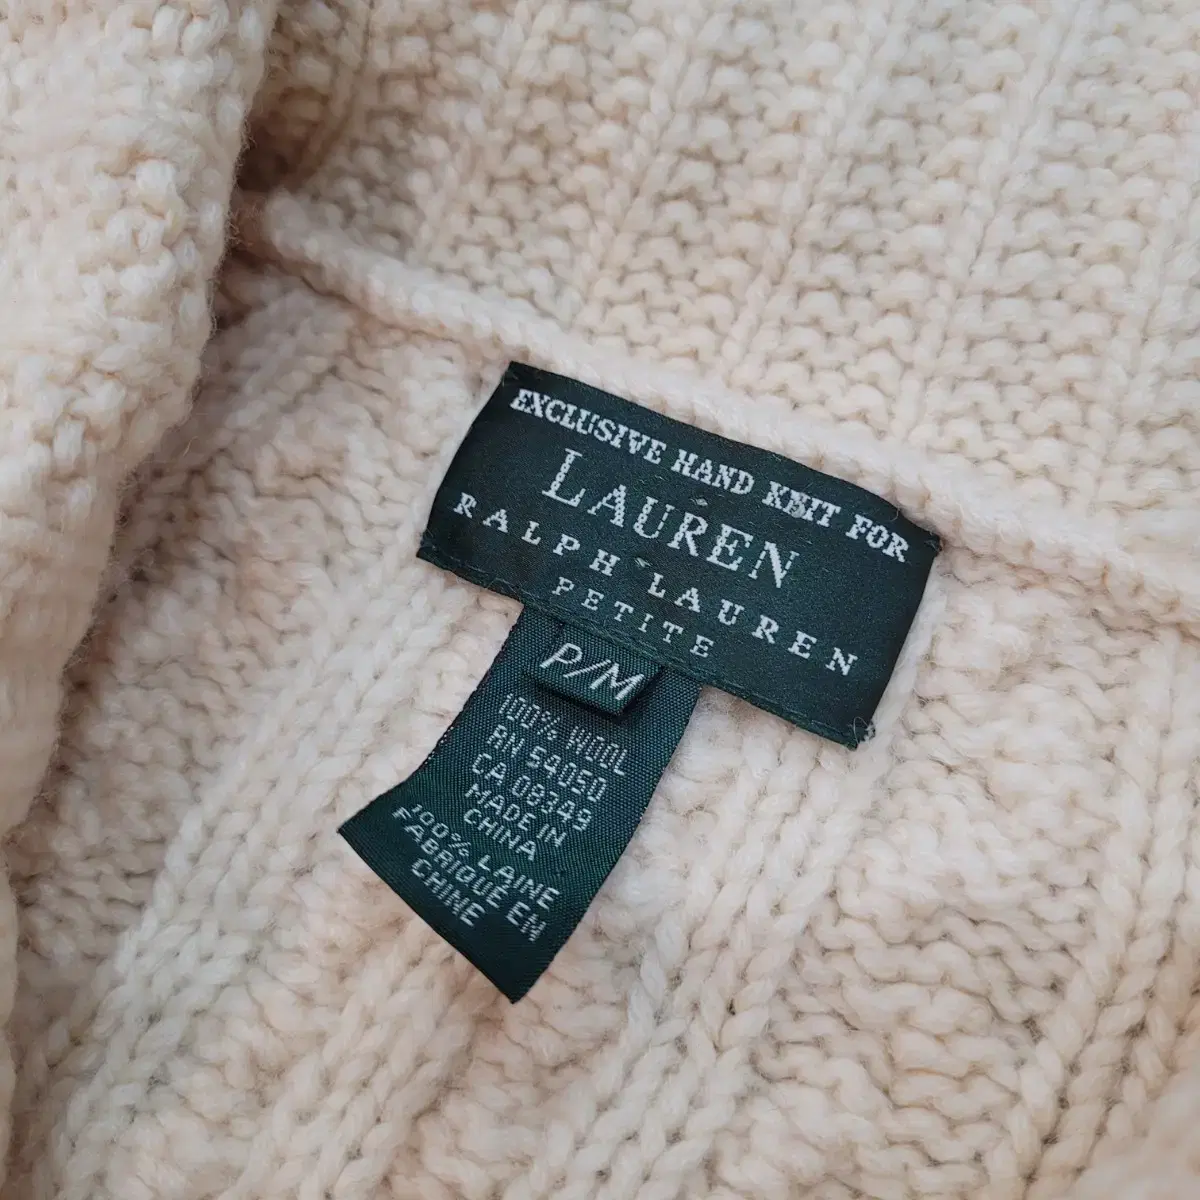 EXCLUSIVE HAND KNIT FOR
LAUREN
RALPH LAUREN
PETITE
P/M
100% WOOL
RN 54050
CA 09349
MADE IN
CHINA
100% LAINE
FABRIQUÉ EN
CHINE